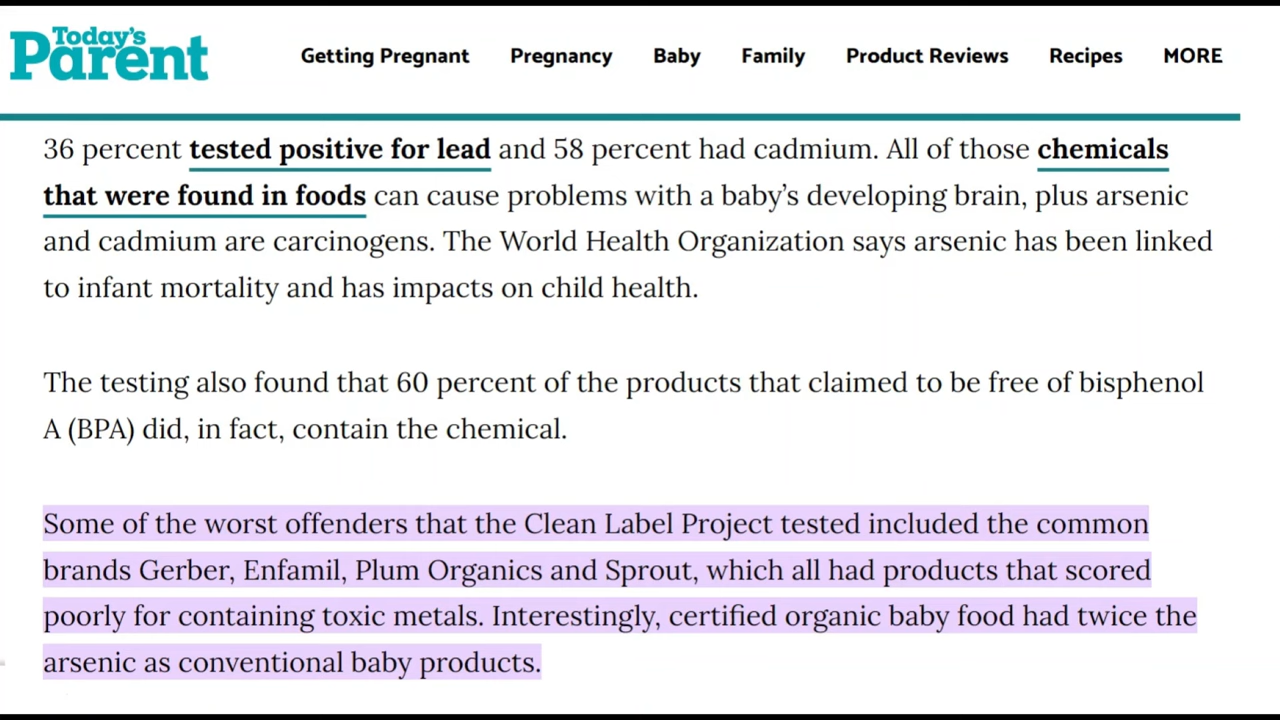 Today's
Parent
Getting Pregnant Pregnancy Baby Family Product Reviews Recipes MORE
36 percent tested positive for lead and 58 percent had cadmium. All of those chemicals
that were found in foods can cause problems with a baby's developing brain, plus arsenic
and cadmium are carcinogens. The World Health Organization says arsenic has been linked
to infant mortality and has impacts on child health.
The testing also found that 60 percent of the products that claimed to be free of bisphenol
A (BPA) did, in fact, contain the chemical.
Some of the worst offenders that the Clean Label Project tested included the common
brands Gerber, Enfamil, Plum Organics and Sprout, which all had products that scored
poorly for containing toxic metals. Interestingly, certified organic baby food had twice the
arsenic as conventional baby products.